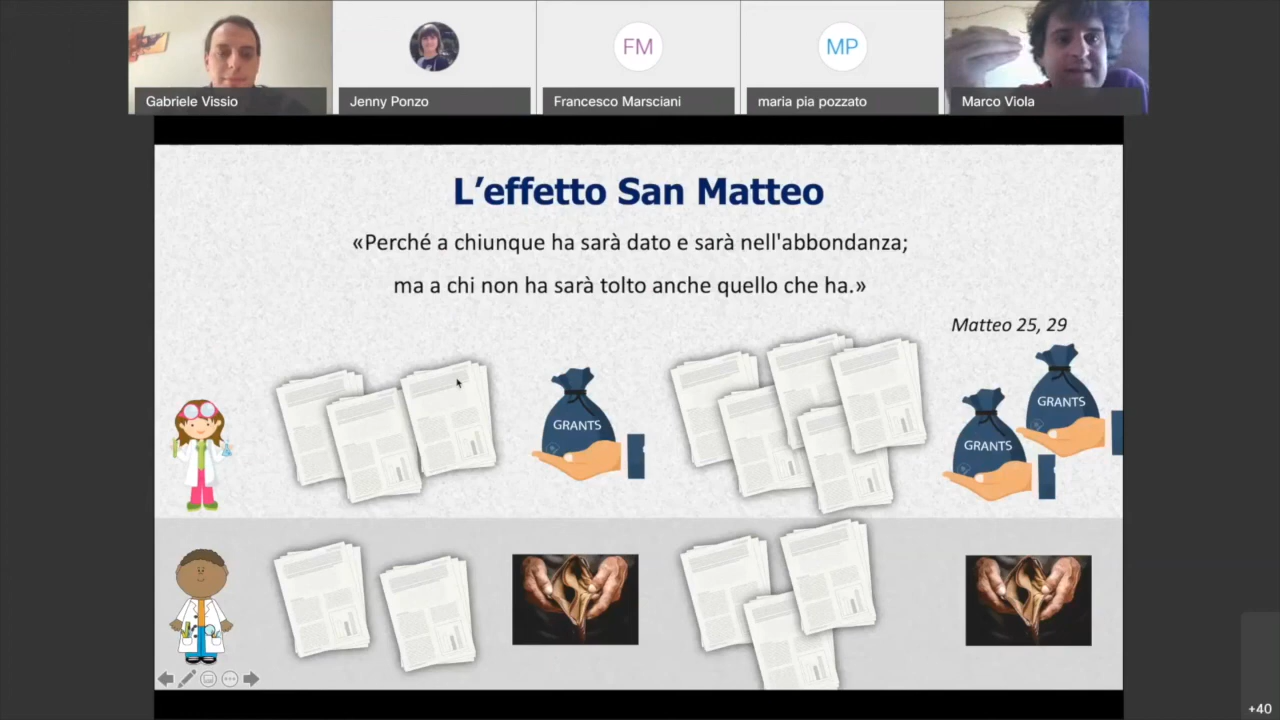 FM
MP
Gabriele Vissio
Jenny Ponzo
Francesco Marsciani
maria pia pozzato
Marco Viola
L'effetto San Matteo
«Perché a chiunque ha sarà dato e sarà nell'abbondanza;
ma a chi non ha sarà tolto anche quello che ha.»
Matteo 25, 29
GRANTS
GRANTS
GRANTS
+40